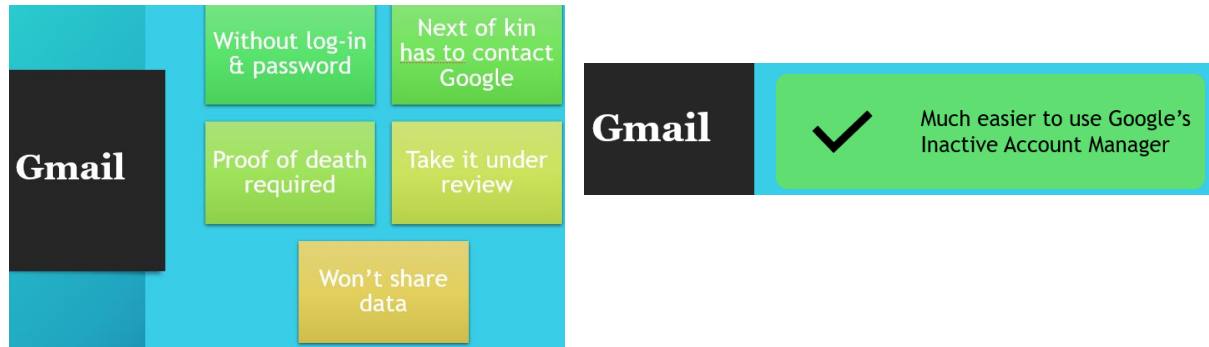 Gmail
Without log-in
& password
Next of kin
has to contact
Google
Proof of death
required
Take it under
review
Won't share
data
Gmail
Much easier to use Google's
Inactive Account Manager